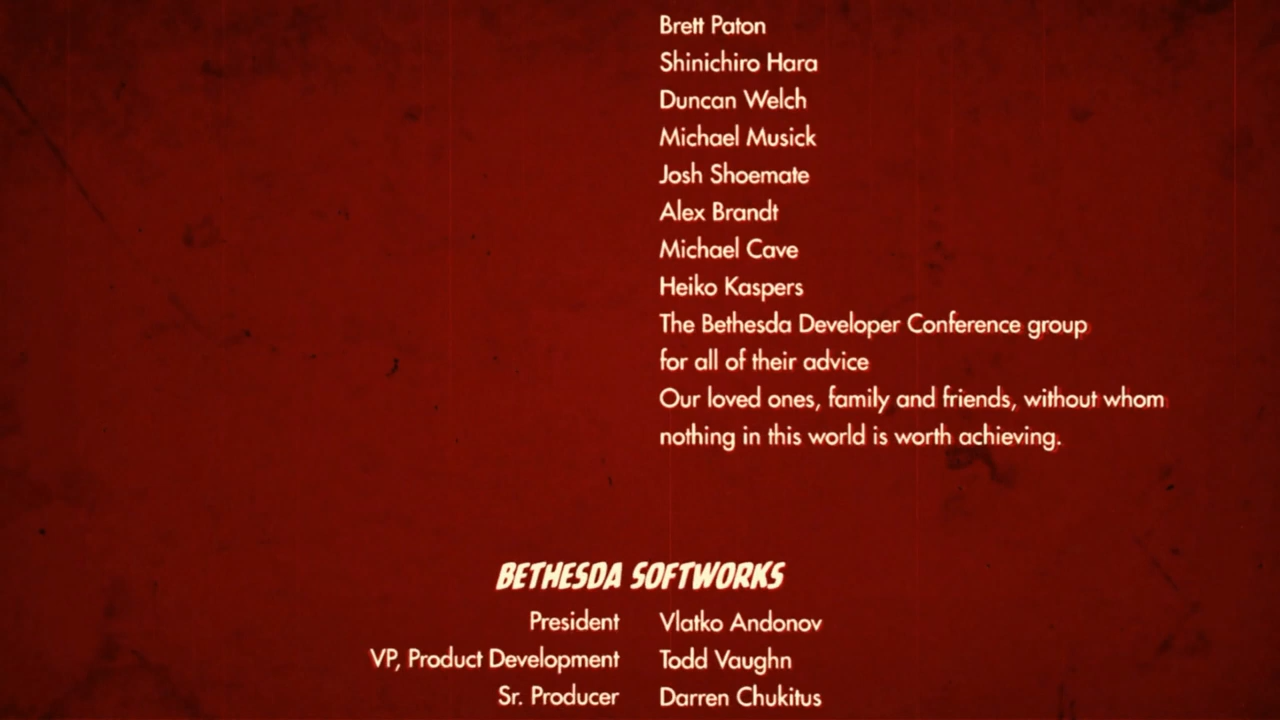 Brett Paton
Shinichiro Hara
Duncan Welch
Michael Musick
Josh Shoemate
Alex Brandt
Michael Cave
Heiko Kaspers
The Bethesda Developer Conference group
for all of their advice
Our loved ones, family and friends, without whom
nothing in this world is worth achieving.
BETHESDA SOFTWORKS
President Vlatko Andonov
VP, Product Development Todd Vaughn
Sr. Producer Darren Chukitus